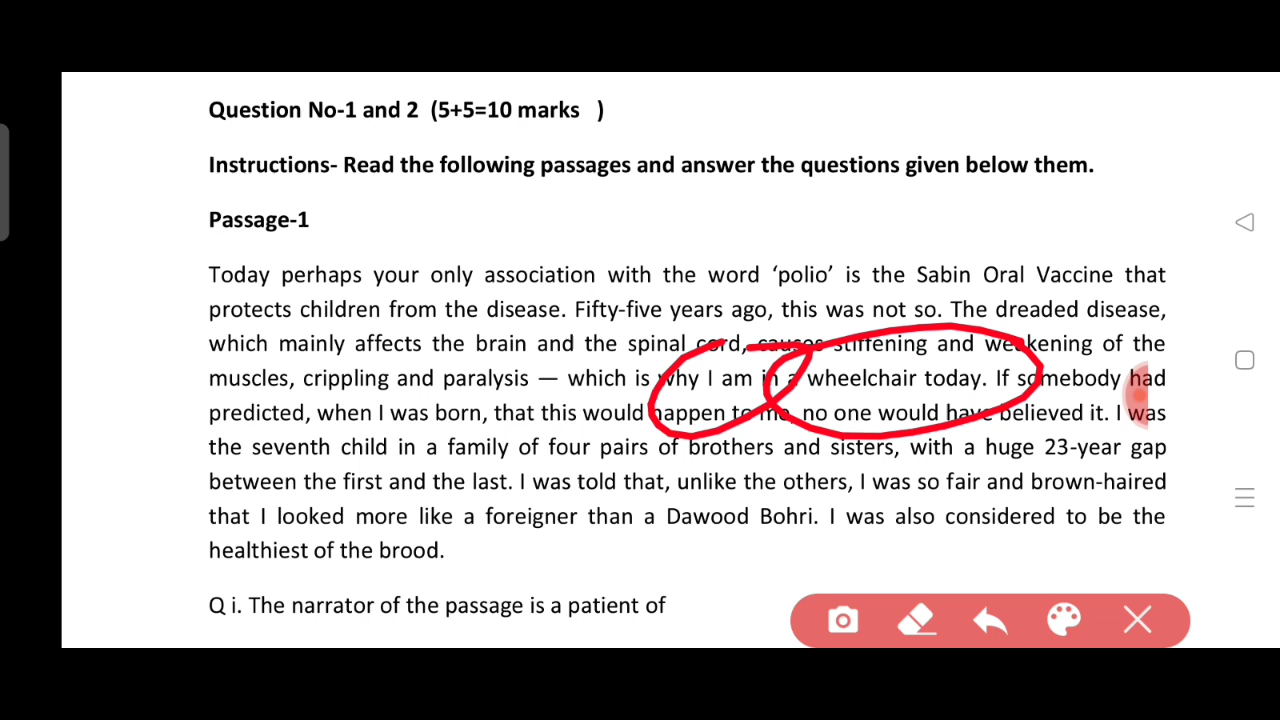 Question No-1 and 2 (5+5=10 marks )
Instructions- Read the following passages and answer the questions given below them.
Passage-1
Today perhaps your only association with the word ‘polio’ is the Sabin Oral Vaccine that
protects children from the disease. Fifty-five years ago, this was not so. The dreaded disease,
which mainly affects the brain and the spinal cord, causes stiffening and weakening of the
muscles, crippling and paralysis — which is why I am in a wheelchair today. If somebody had
predicted, when I was born, that this would happen to me, no one would have believed it. I was
the seventh child in a family of four pairs of brothers and sisters, with a huge 23-year gap
between the first and the last. I was told that, unlike the others, I was so fair and brown-haired
that I looked more like a foreigner than a Dawood Bohri. I was also considered to be the
healthiest of the brood.
Q i. The narrator of the passage is a patient of